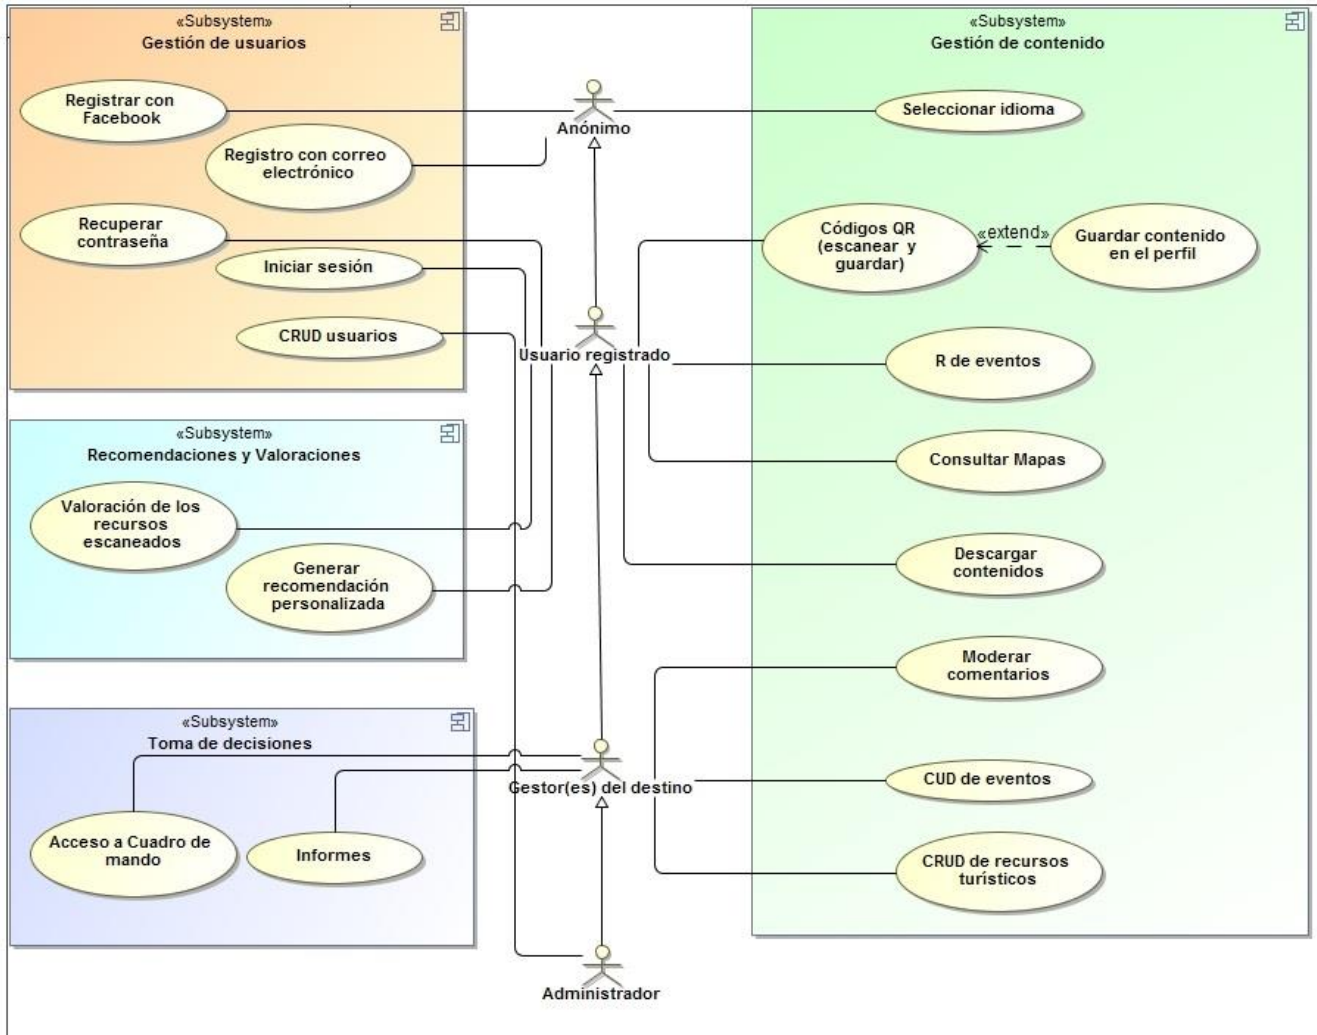 «Subsystem»
Gestión de usuarios
Registrar con
Facebook
Registro con correo
electrónico
Recuperar
contraseña
Iniciar sesión
CRUD usuarios
«Subsystem»
Recomendaciones y Valoraciones
Valoración de los
recursos
escaneados
Generar
recomendación
personalizada
«Subsystem»
Toma de decisiones
Acceso a Cuadro de
mando
Informes
Anónimo
Usuario registrado
Gestor(es) del destino
Administrador
«Subsystem»
Gestión de contenido
Seleccionar idioma
Códigos QR
(escanear y
guardar)
«extend»
Guardar contenido
en el perfil
R de eventos
Consultar Mapas
Descargar
contenidos
Moderar
comentarios
CUD de eventos
CRUD de recursos
turísticos